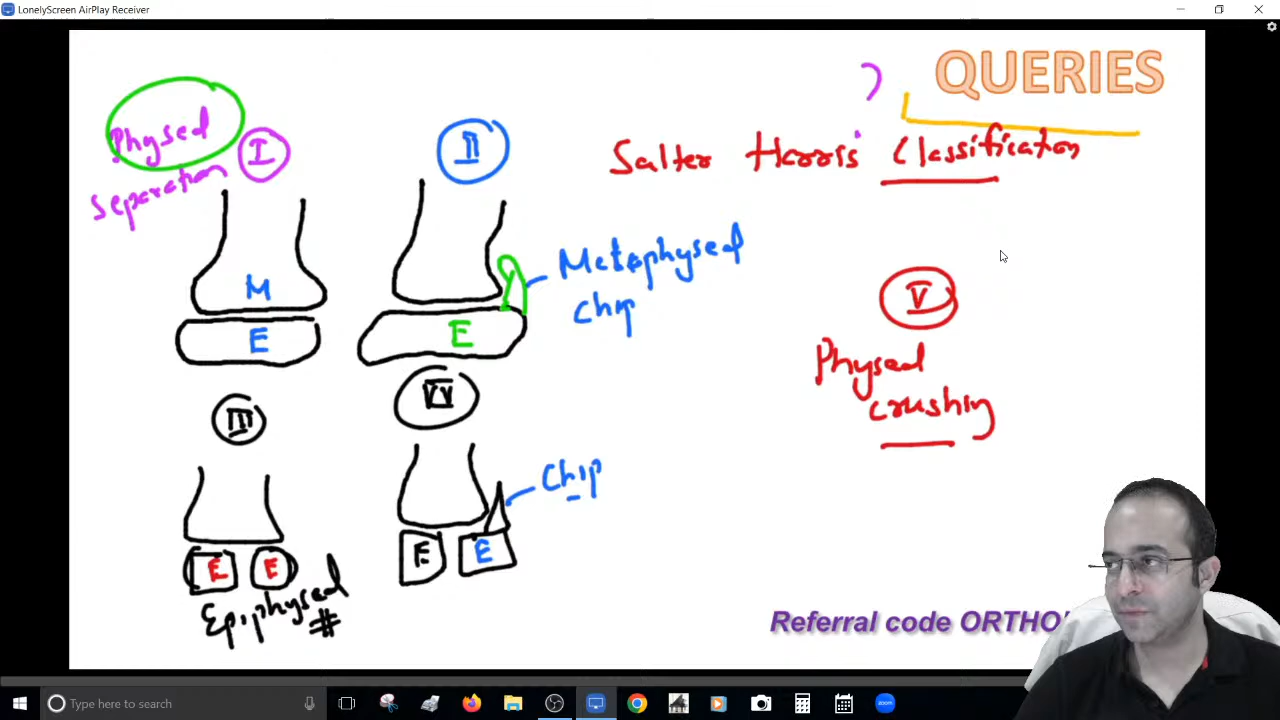 LonelyScreen AirPlay Receiver
QUERIES
Salter Harris Classification
Physeal
separation
I
II
M
E
E
Metaphyseal
chip
V
Physeal
crushing
III
IV
Chip
E
E
E
E
Epiphyseal
#
Referral code ORTHO
Type here to search
zoom